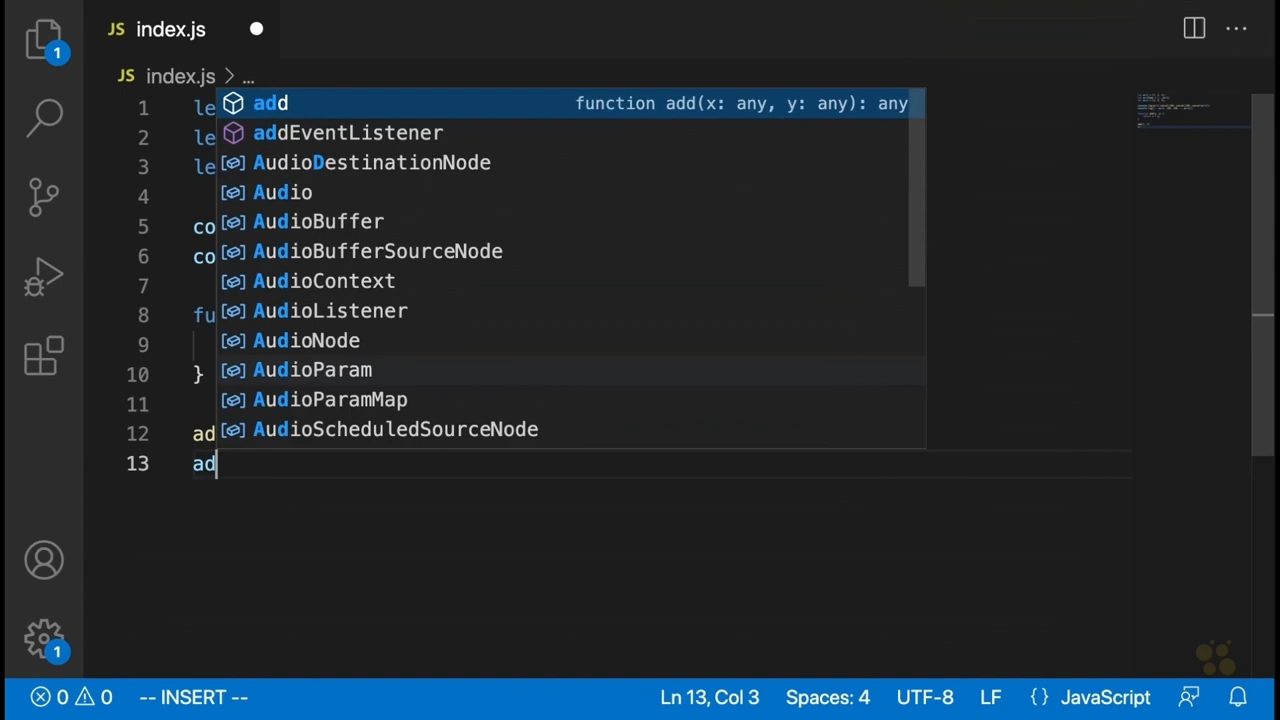 JS index.js
1
JS index.js > ...
1 le
2 le
3 le
4
5 co
6 co
7
8 fu
9
10 }
11
12 ad
13 ad
add function add(x: any, y: any): any
addEventListener
AudioDestinationNode
Audio
AudioBuffer
AudioBufferSourceNode
AudioContext
AudioListener
AudioNode
AudioParam
AudioParamMap
AudioScheduledSourceNode
1
0 0 -- INSERT -- Ln 13, Col 3 Spaces: 4 UTF-8 LF {} JavaScript